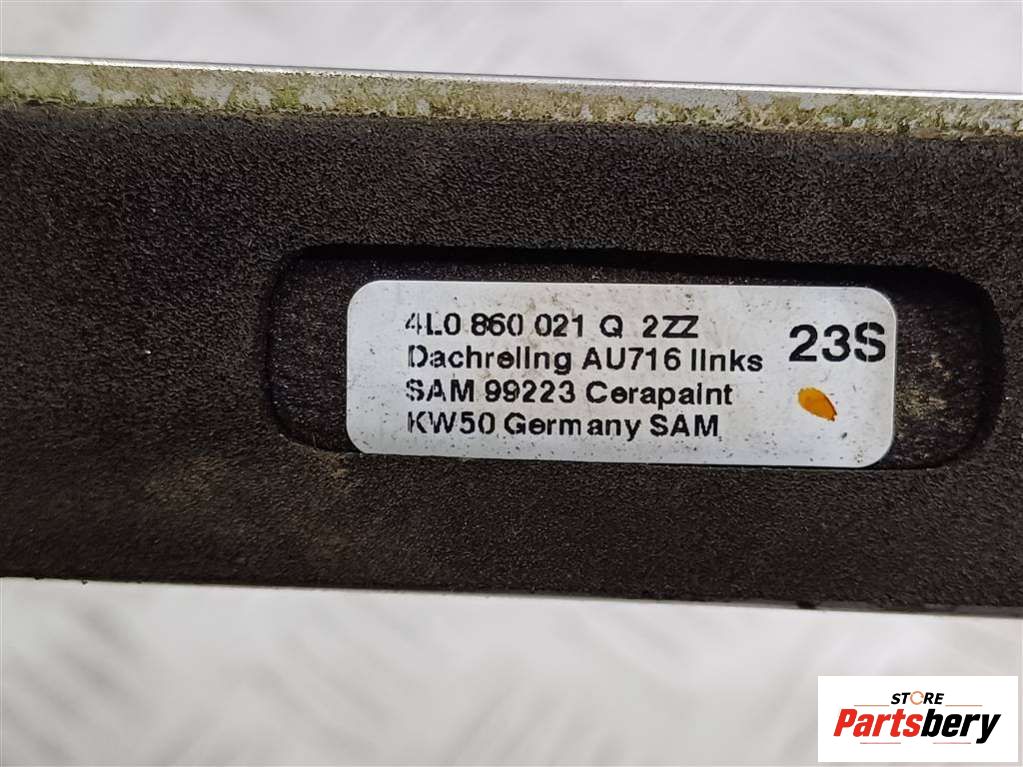 4L0 860 021 Q 2ZZ
Dachreling AU716 links
23S
SAM 99223 Cerapaint
KW50 Germany SAM
STORE
Partsbery